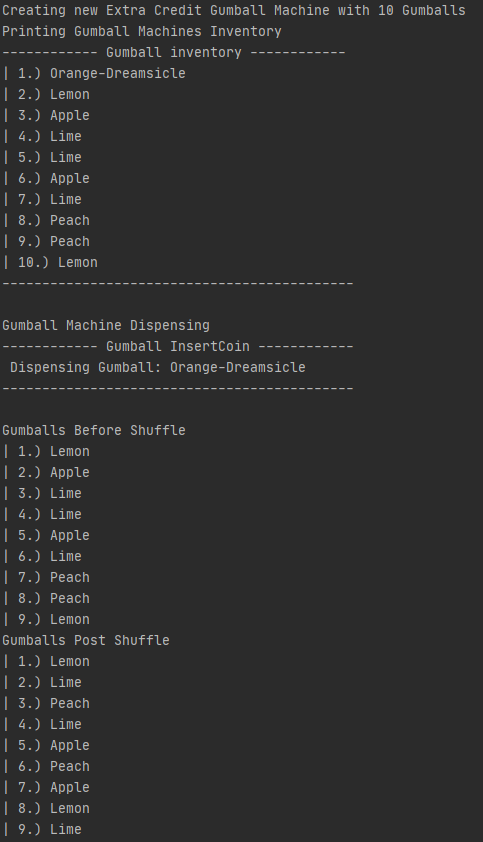 Creating new Extra Credit Gumball Machine with 10 Gumballs
Printing Gumball Machines Inventory
------------ Gumball inventory ------------
| 1.) Orange-Dreamsicle
| 2.) Lemon
| 3.) Apple
| 4.) Lime
| 5.) Lime
| 6.) Apple
| 7.) Lime
| 8.) Peach
| 9.) Peach
| 10.) Lemon
--------------------------------------------
Gumball Machine Dispensing
------------ Gumball InsertCoin ------------
 Dispensing Gumball: Orange-Dreamsicle
--------------------------------------------
Gumballs Before Shuffle
| 1.) Lemon
| 2.) Apple
| 3.) Lime
| 4.) Lime
| 5.) Apple
| 6.) Lime
| 7.) Peach
| 8.) Peach
| 9.) Lemon
Gumballs Post Shuffle
| 1.) Lemon
| 2.) Lime
| 3.) Peach
| 4.) Lime
| 5.) Apple
| 6.) Peach
| 7.) Apple
| 8.) Lemon
| 9.) Lime